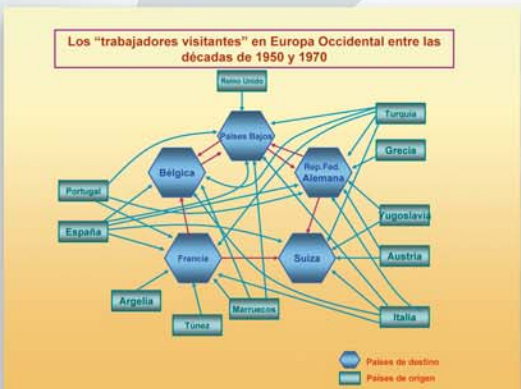 Los "trabajadores visitantes" en Europa Occidental entre las
décadas de 1950 y 1970
Reino Unido
Países Bajos
Turquía
Bélgica
Rep.Fed.
Alemana
Grecia
Portugal
España
Yugoslavia
Francia
Suiza
Austria
Argelia
Túnez
Marruecos
Italia
Países de destino
Países de origen